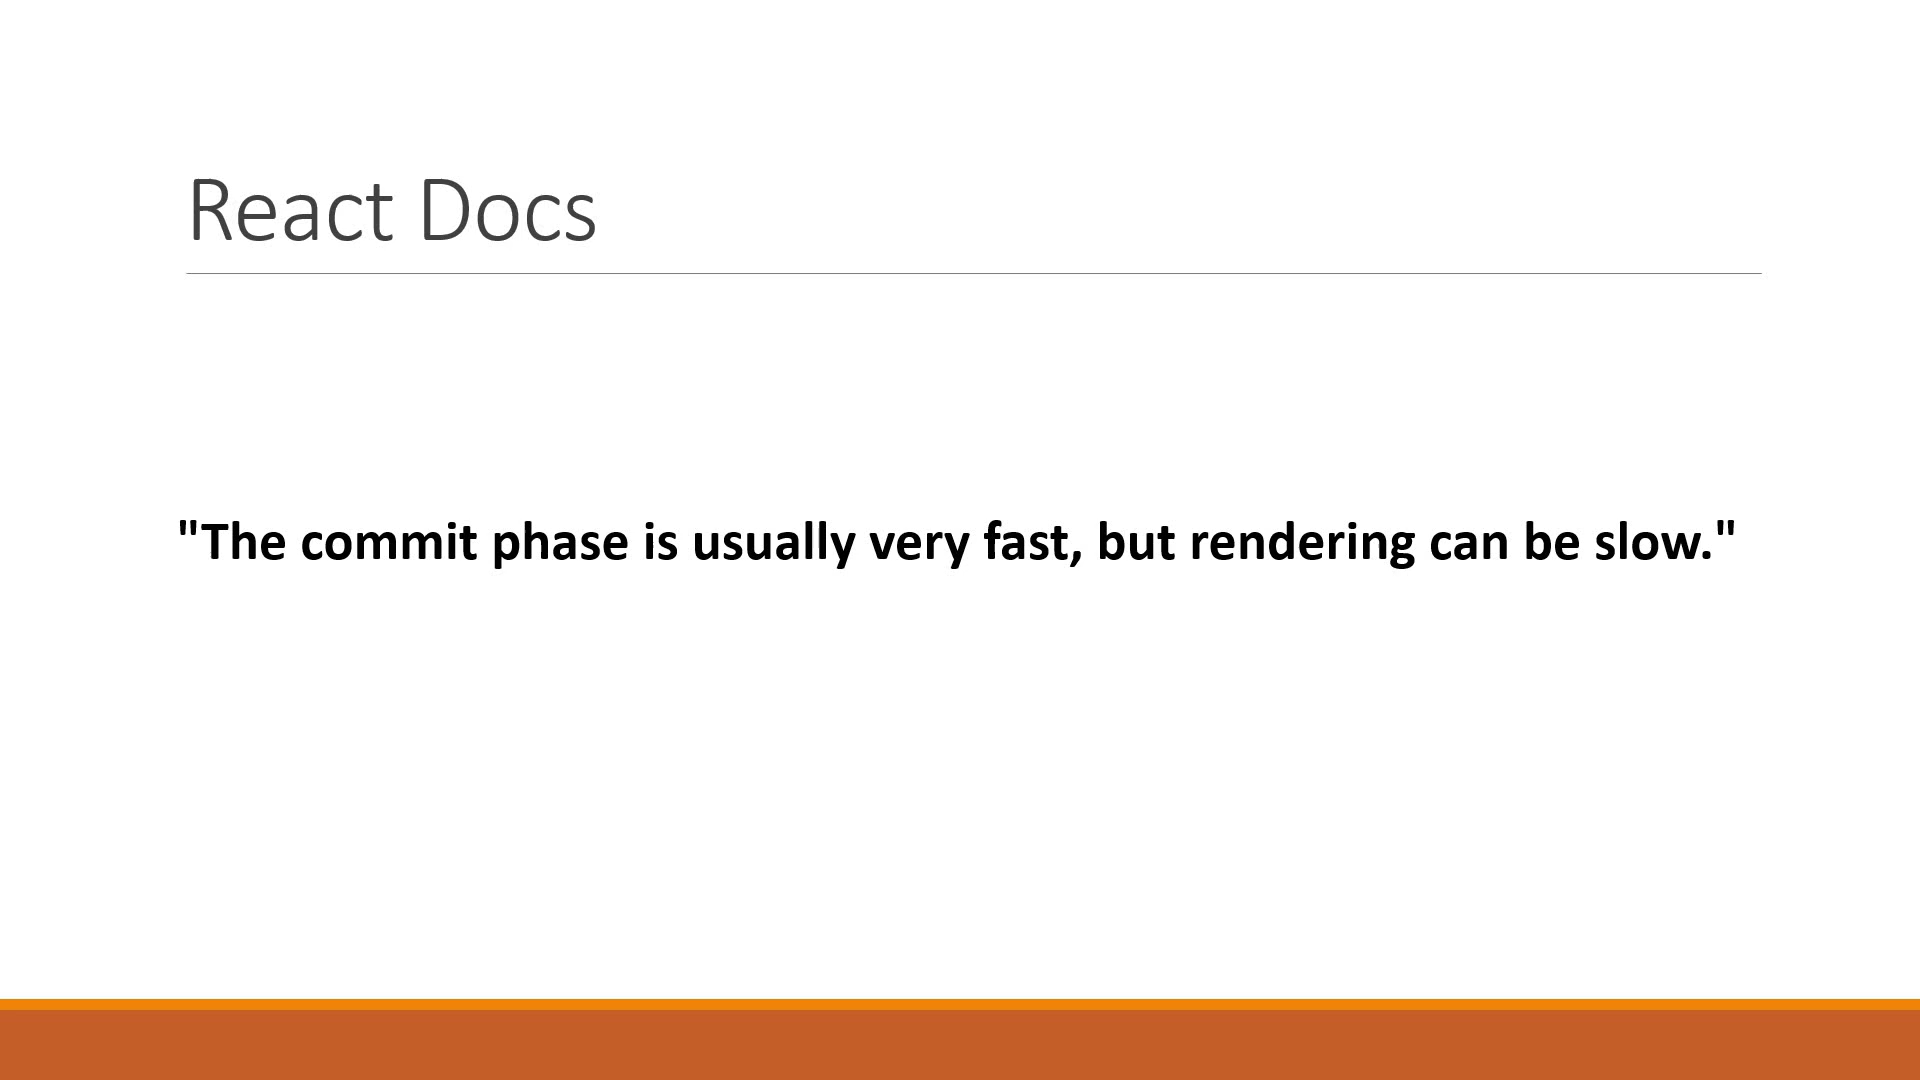 React Docs
"The commit phase is usually very fast, but rendering can be slow."